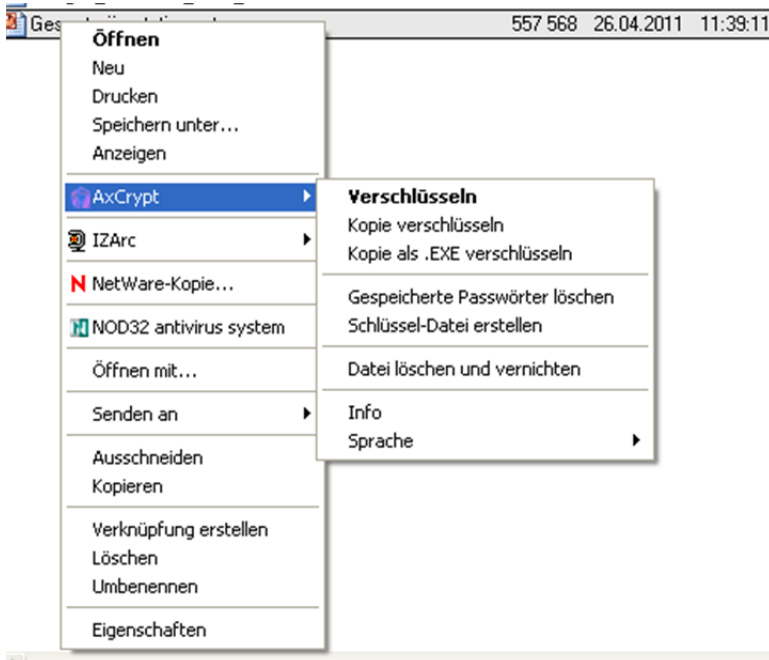 Ges
557 568 26.04.2011 11:39:11
Öffnen
Neu
Drucken
Speichern unter...
Anzeigen
AxCrypt
IZArc
NetWare-Kopie...
NOD32 antivirus system
Öffnen mit...
Senden an
Ausschneiden
Kopieren
Verknüpfung erstellen
Löschen
Umbenennen
Eigenschaften
Verschlüsseln
Kopie verschlüsseln
Kopie als .EXE verschlüsseln
Gespeicherte Passwörter löschen
Schlüssel-Datei erstellen
Datei löschen und vernichten
Info
Sprache